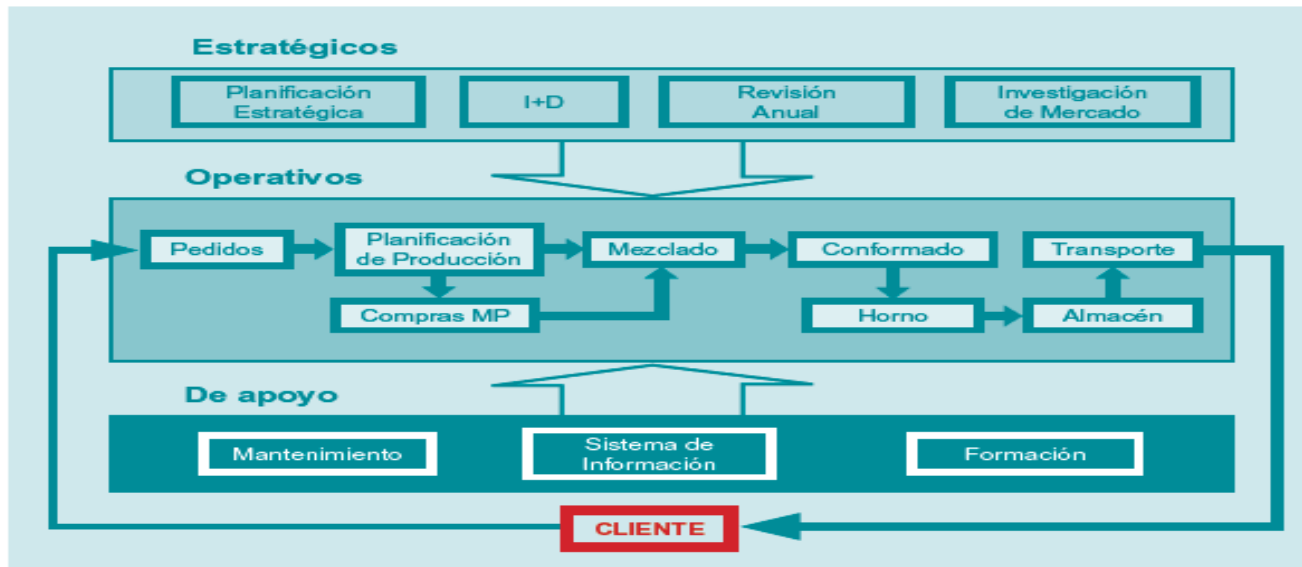 Estratégicos
Planificación
Estratégica
I+D
Revisión
Anual
Investigación
de Mercado
Operativos
Pedidos
Planificación
de Producción
Mezclado
Conformado
Transporte
Compras MP
Horno
Almacén
De apoyo
Mantenimiento
Sistema de
Información
Formación
CLIENTE